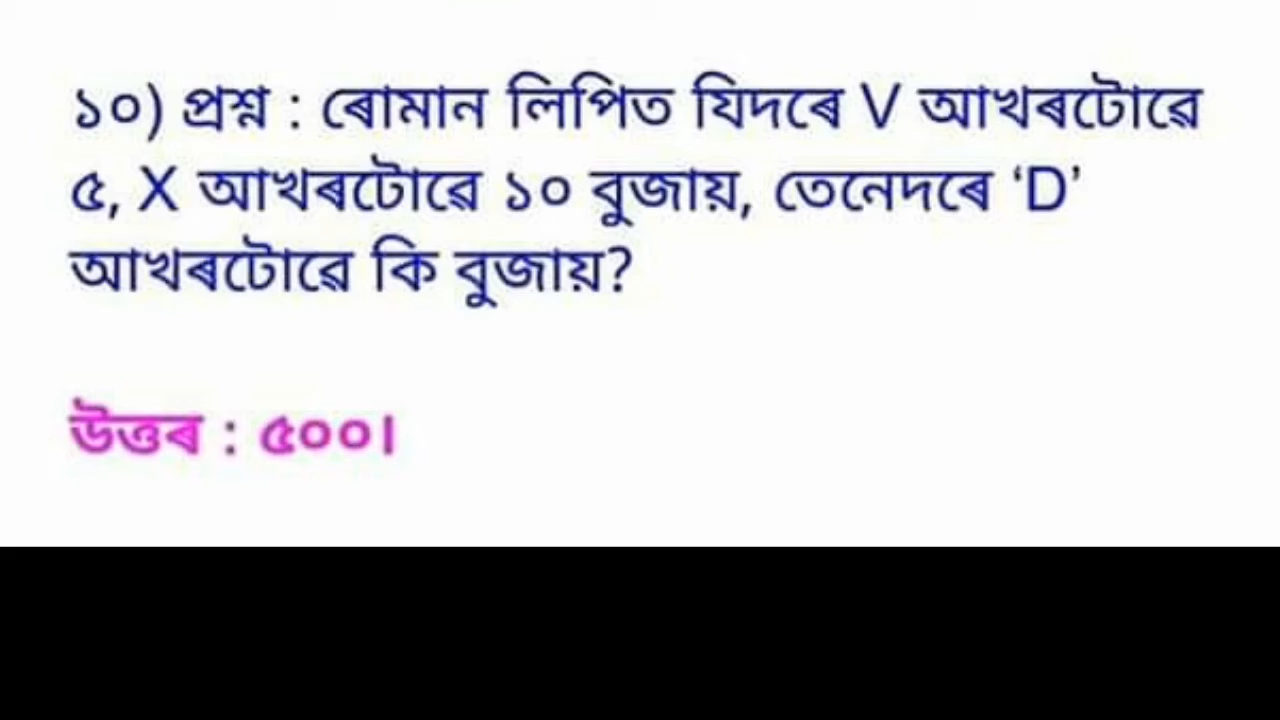 ১০) প্ৰশ্ন : ৰোমান লিপিত যিদৰে V আখৰটোৱে
৫, X আখৰটোৱে ১০ বুজায়, তেনেদৰে ‘D’
আখৰটোৱে কি বুজায়?
উত্তৰ : ৫০০।